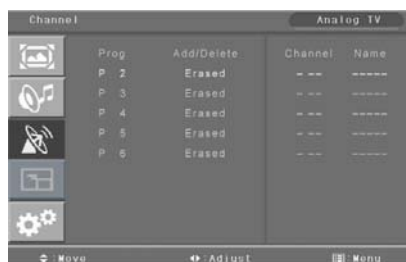 Channel Analog TV
Prog Add/Delete Channel Name
P 2 Erased - -- -----
P 3 Erased - -- -----
P 4 Erased - -- -----
P 5 Erased - -- -----
P 6 Erased - -- -----
:Move :Adjust :Menu